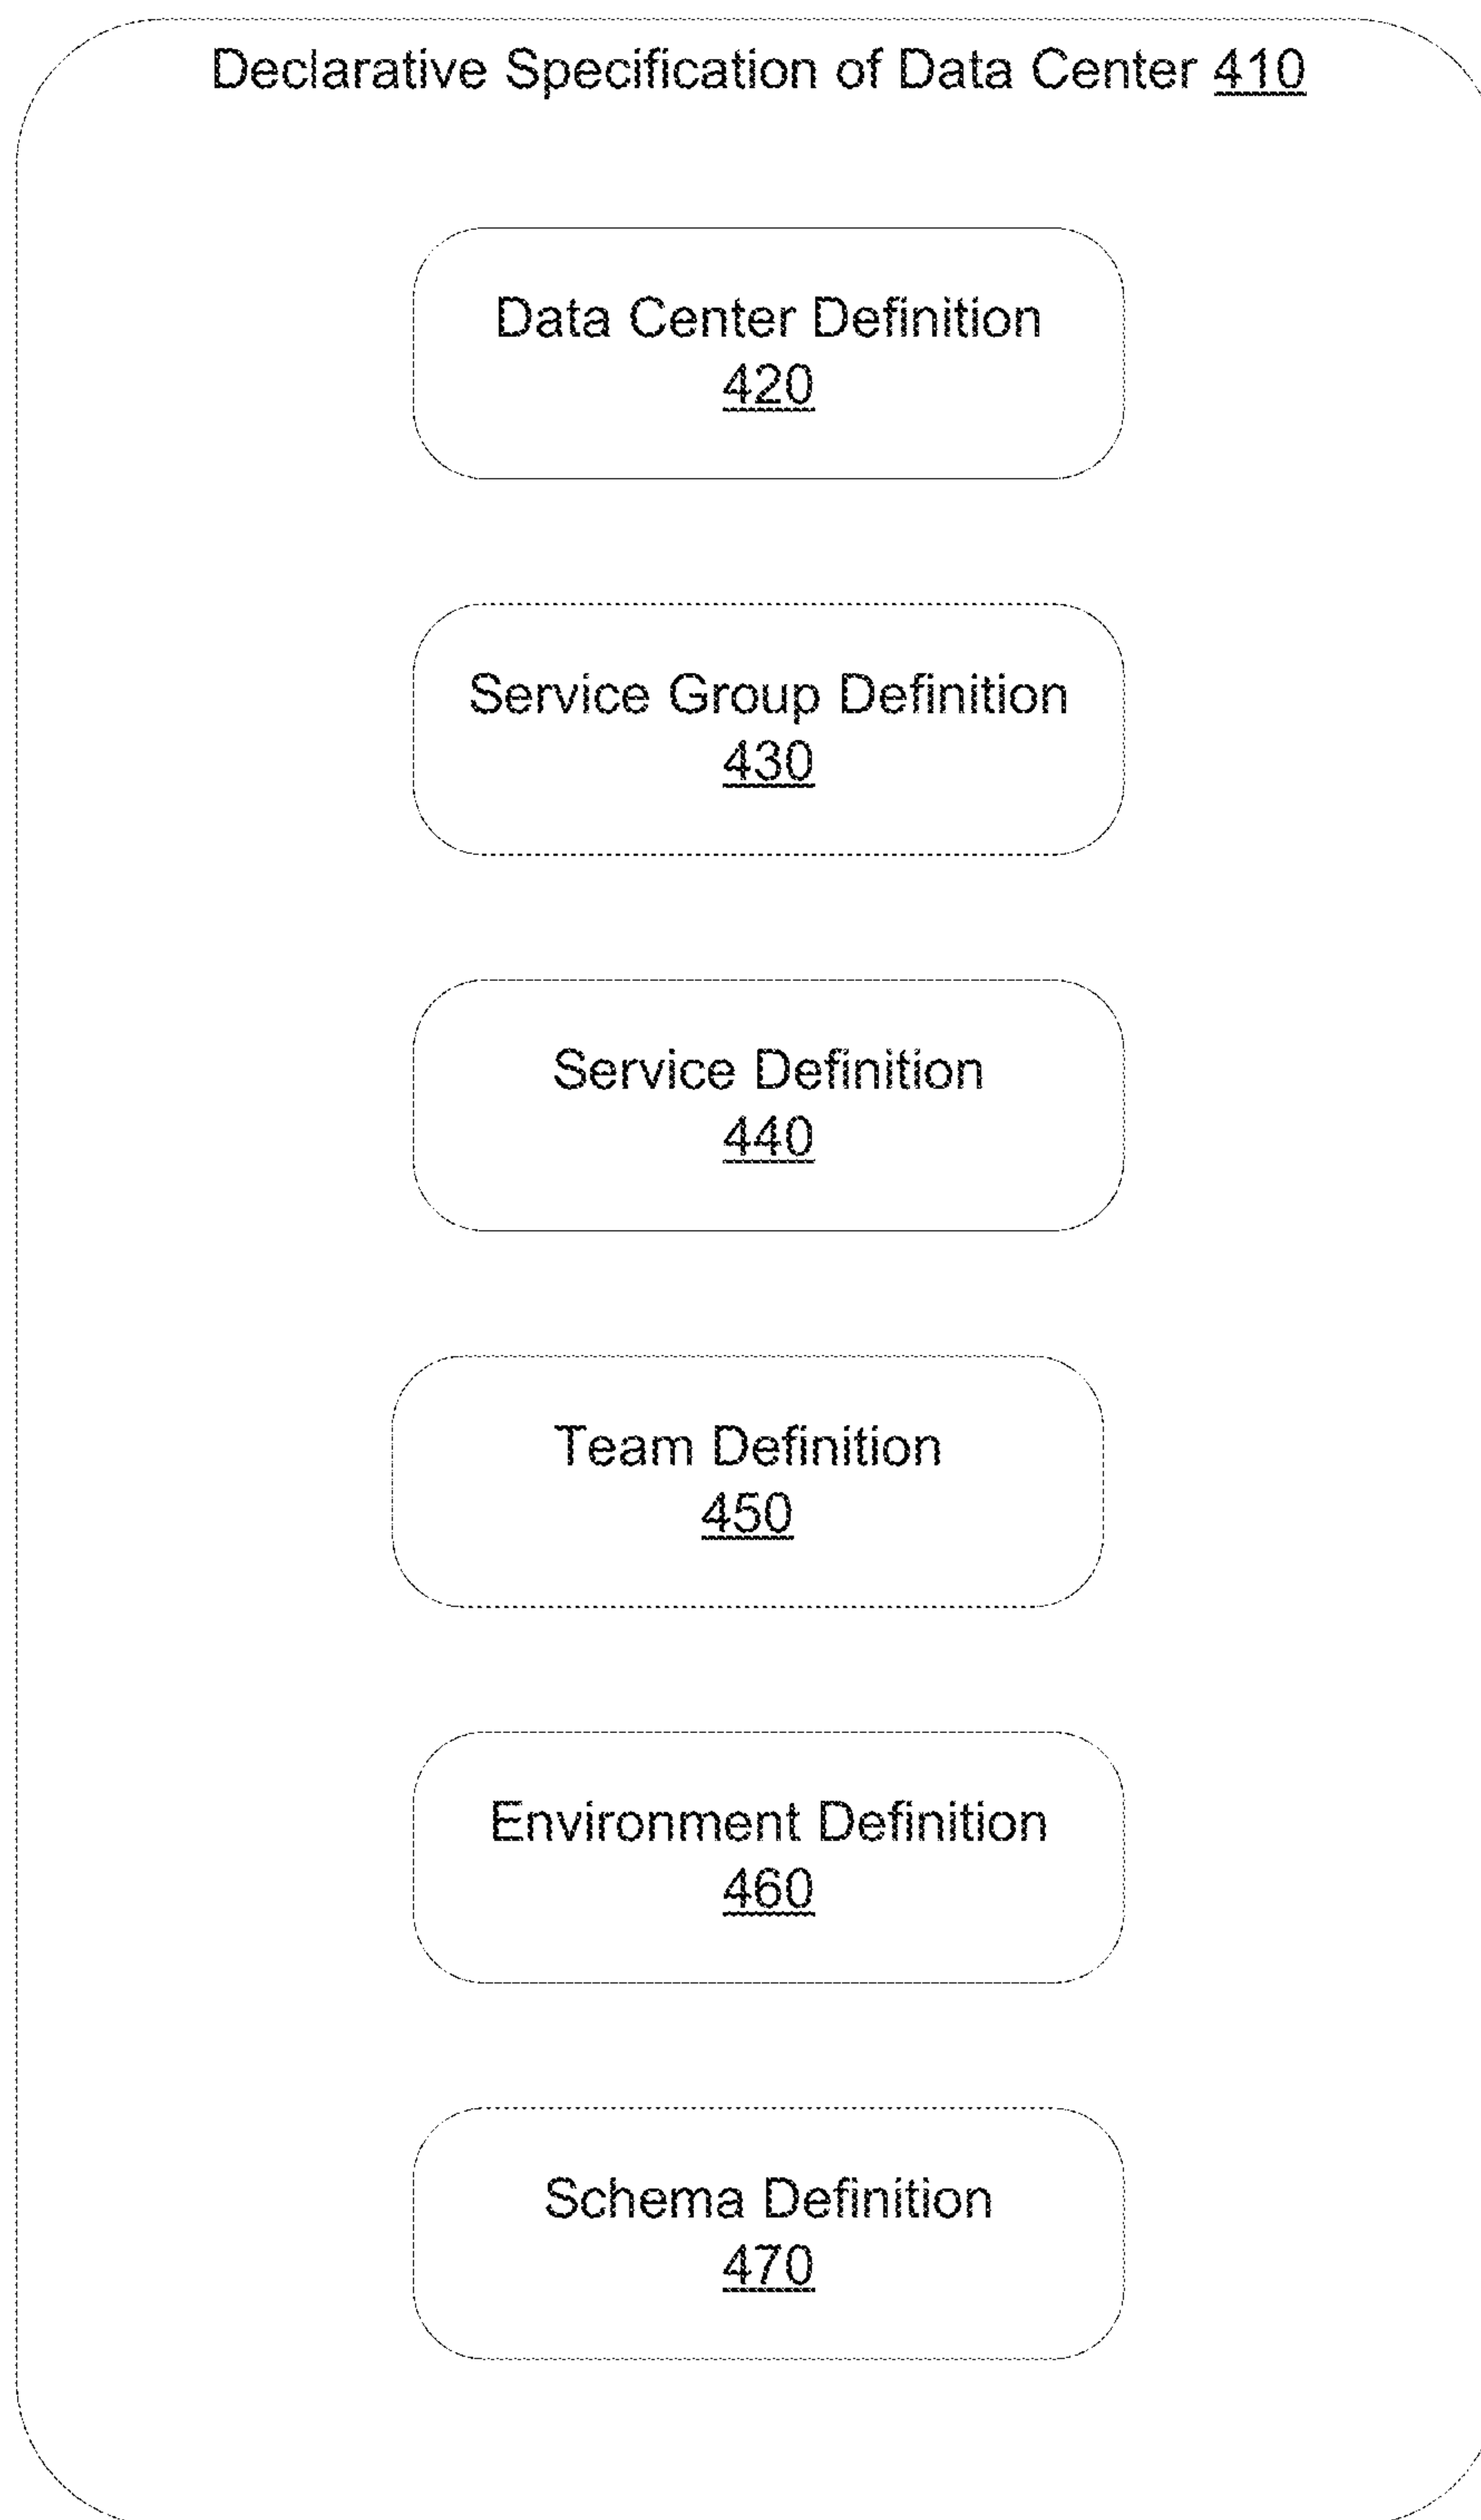 Declarative Specification of Data Center 410
Data Center Definition
420
Service Group Definition
430
Service Definition
440
Team Definition
450
Environment Definition
460
Schema Definition
470